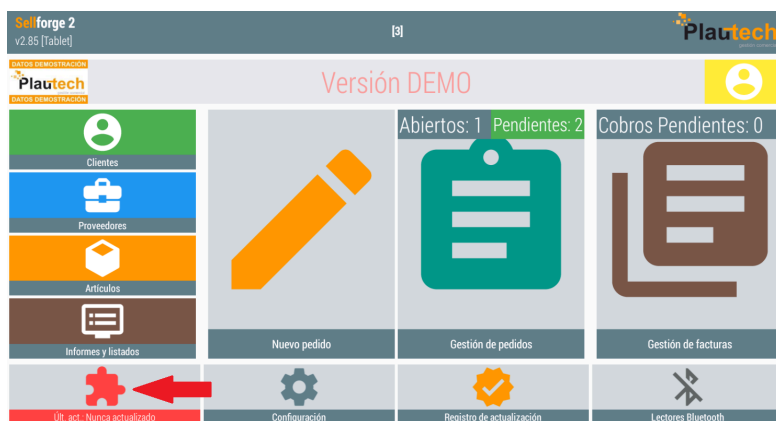 Sellforge 2
v2.85 [Tablet]
[3]
Plautech
gestión comercial
DATOS DEMOSTRACIÓN
Plautech
DATOS DEMOSTRACIÓN
Versión DEMO
Clientes
Proveedores
Artículos
Informes y listados
Nuevo pedido
Abiertos: 1
Pendientes: 2
Gestión de pedidos
Cobros Pendientes: 0
Gestión de facturas
Últ. act.: Nunca actualizado
Configuración
Registro de actualización
Lectores Bluetooth